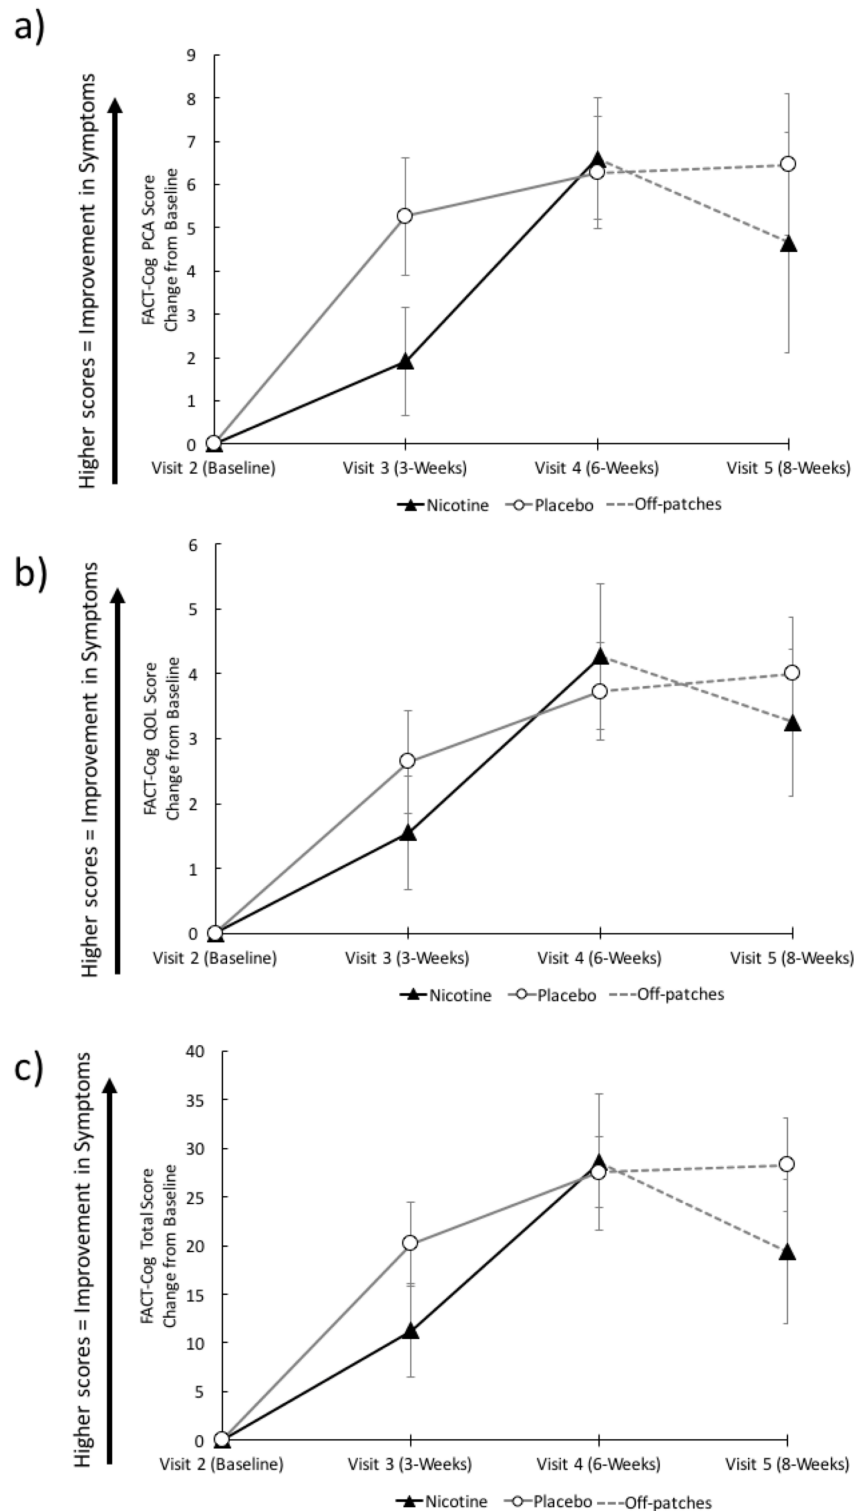 a)
Higher scores = Improvement in Symptoms
FACT-Cog PCA Score
Change from Baseline
9
8
7
6
5
4
3
2
1
0
Visit 2 (Baseline)
Visit 3 (3-Weeks)
Visit 4 (6-Weeks)
Visit 5 (8-Weeks)
Nicotine
Placebo
Off-patches
b)
Higher scores = Improvement in Symptoms
FACT-Cog QOL Score
Change from Baseline
6
5
4
3
2
1
0
Visit 2 (Baseline)
Visit 3 (3-Weeks)
Visit 4 (6-Weeks)
Visit 5 (8-Weeks)
Nicotine
Placebo
Off-patches
c)
Higher scores = Improvement in Symptoms
FACT-Cog Total Score
Change from Baseline
40
35
30
25
20
15
10
5
0
Visit 2 (Baseline)
Visit 3 (3-Weeks)
Visit 4 (6-Weeks)
Visit 5 (8-Weeks)
Nicotine
Placebo
Off-patches